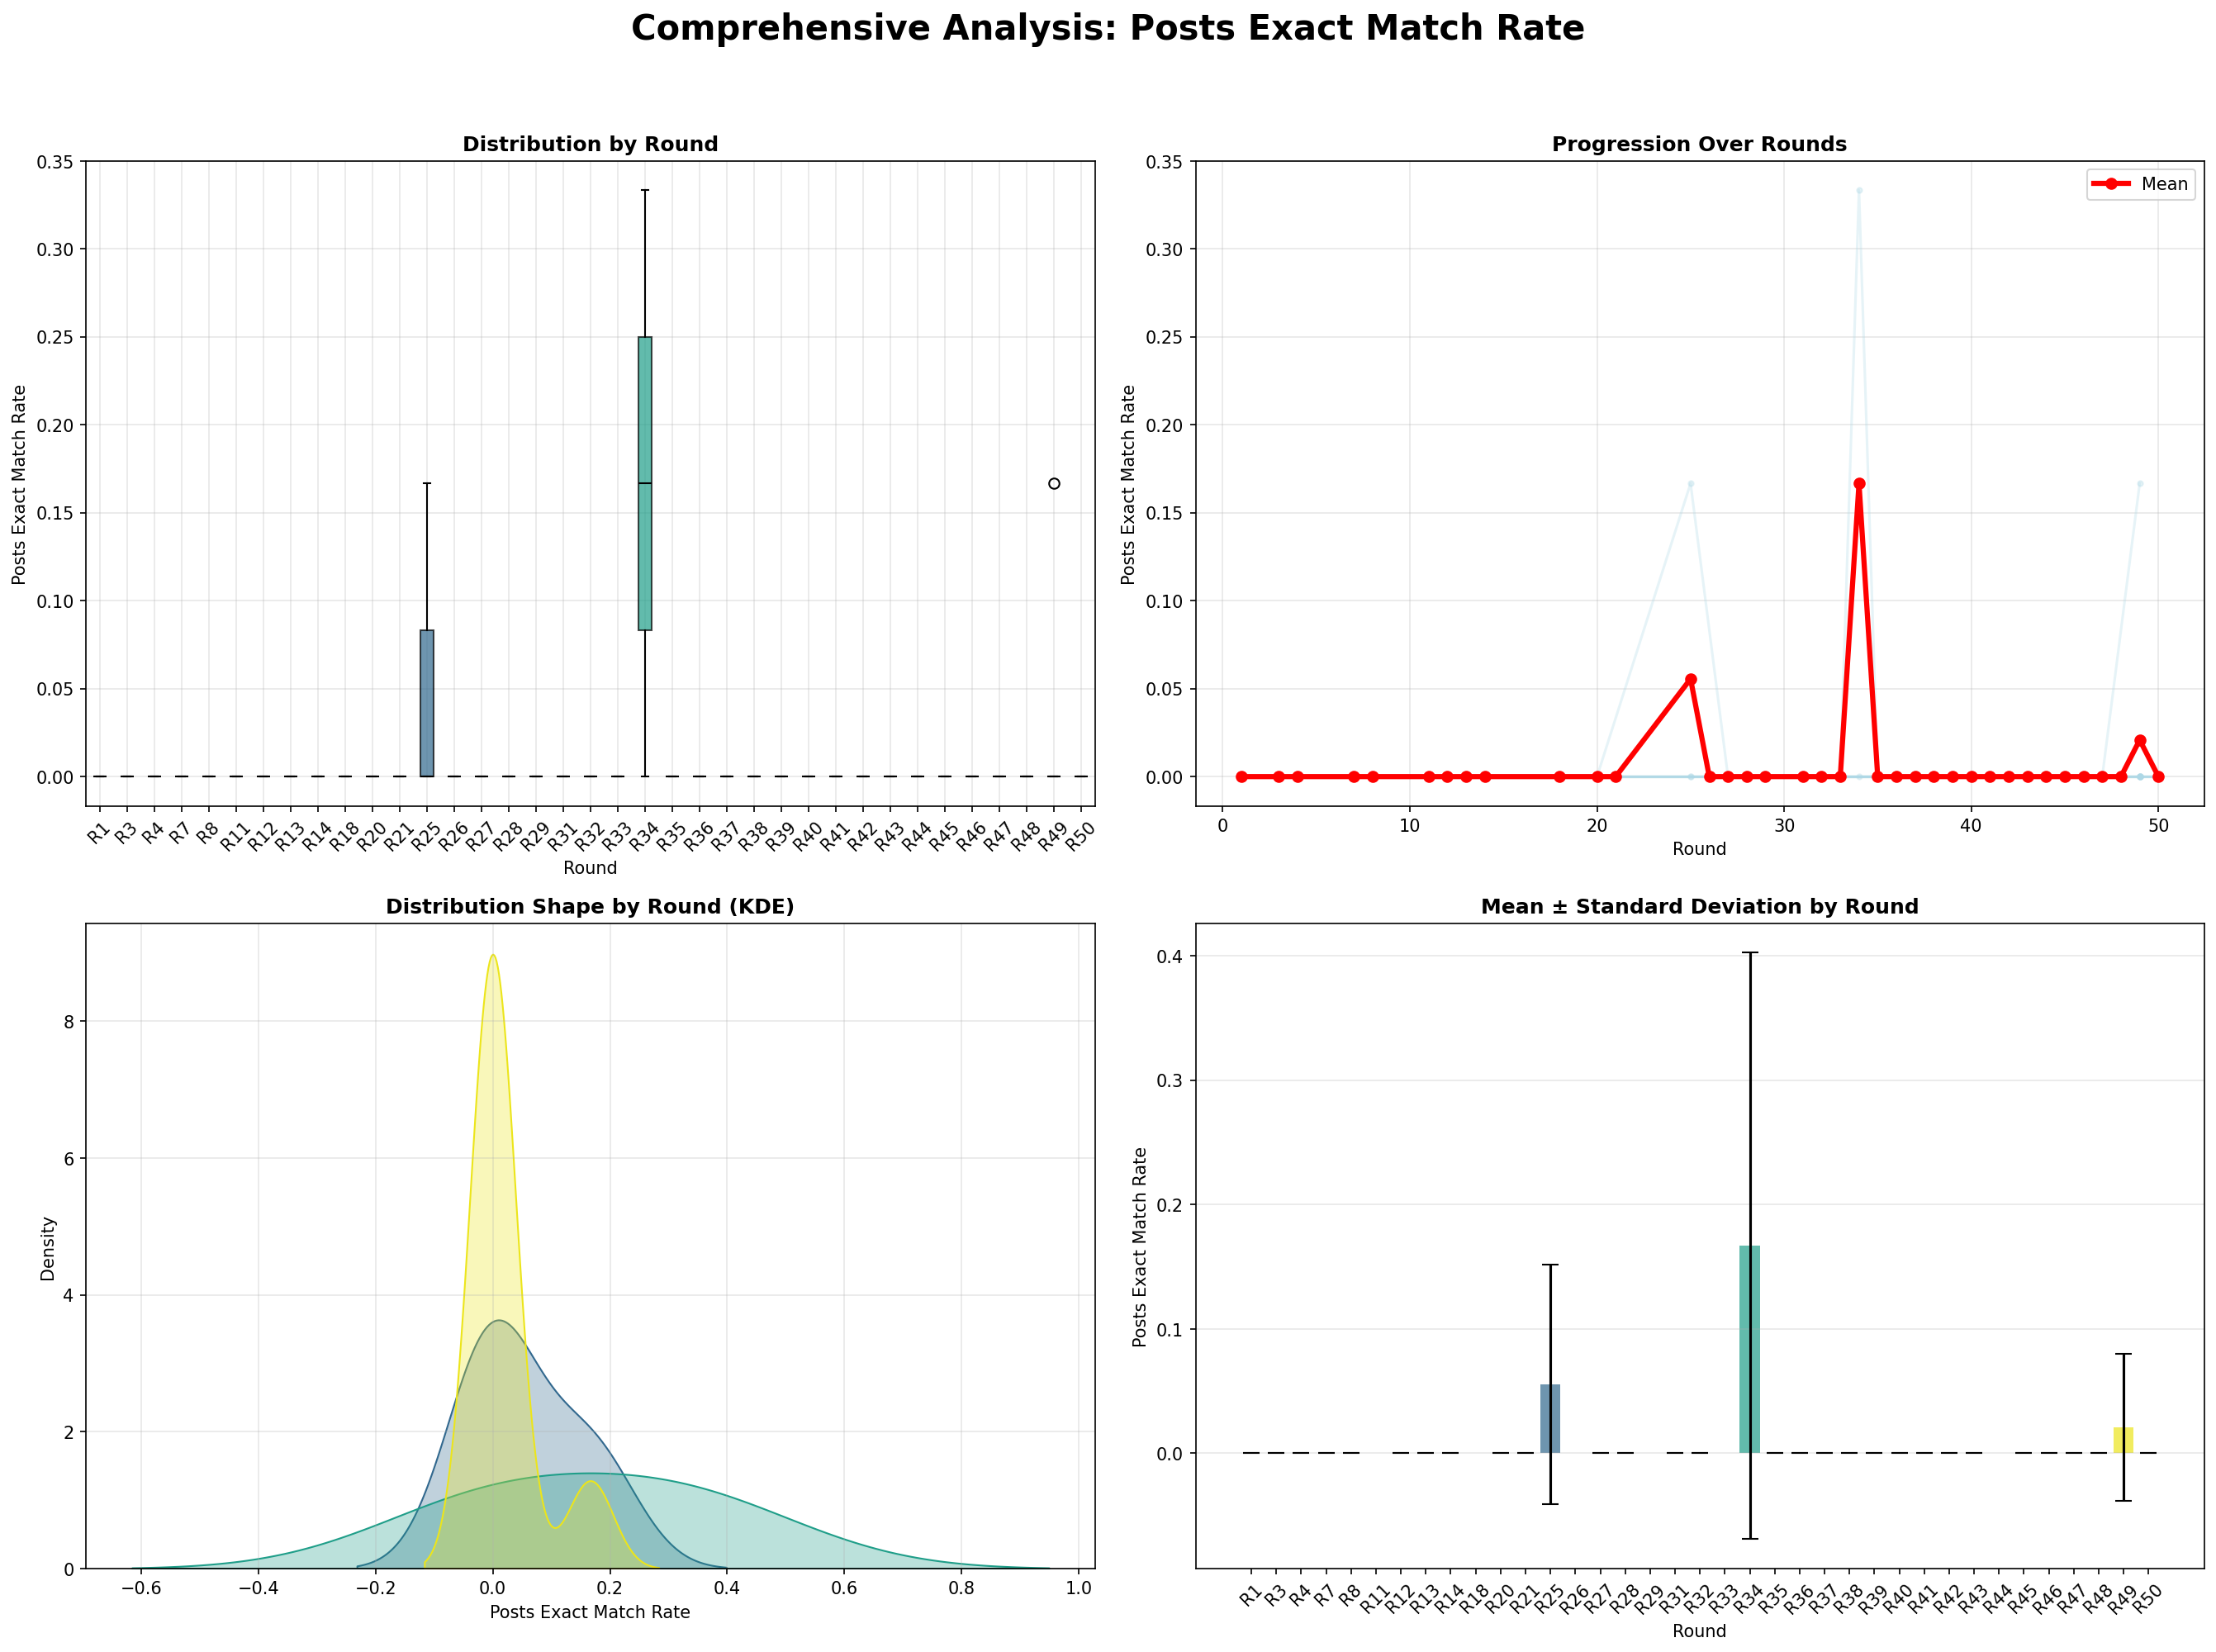 Comprehensive Analysis: Posts Exact Match Rate
Distribution by Round
Posts Exact Match Rate
0.35
0.30
0.25
0.20
0.15
0.10
0.05
0.00
R1 R3 R4 R7 R8 R11 R12 R13 R14 R18 R20 R21 R25 R26 R27 R28 R29 R31 R32 R33 R34 R35 R36 R37 R38 R39 R40 R41 R42 R43 R44 R45 R46 R47 R48 R49 R50
Round
Progression Over Rounds
Mean
Posts Exact Match Rate
0.35
0.30
0.25
0.20
0.15
0.10
0.05
0.00
0 10 20 30 40 50
Round
Distribution Shape by Round (KDE)
Density
8
6
4
2
0
−0.6 −0.4 −0.2 0.0 0.2 0.4 0.6 0.8 1.0
Posts Exact Match Rate
Mean ± Standard Deviation by Round
Posts Exact Match Rate
0.4
0.3
0.2
0.1
0.0
R1 R3 R4 R7 R8 R11 R12 R13 R14 R18 R20 R21 R25 R26 R27 R28 R29 R31 R32 R33 R34 R35 R36 R37 R38 R39 R40 R41 R42 R43 R44 R45 R46 R47 R48 R49 R50
Round